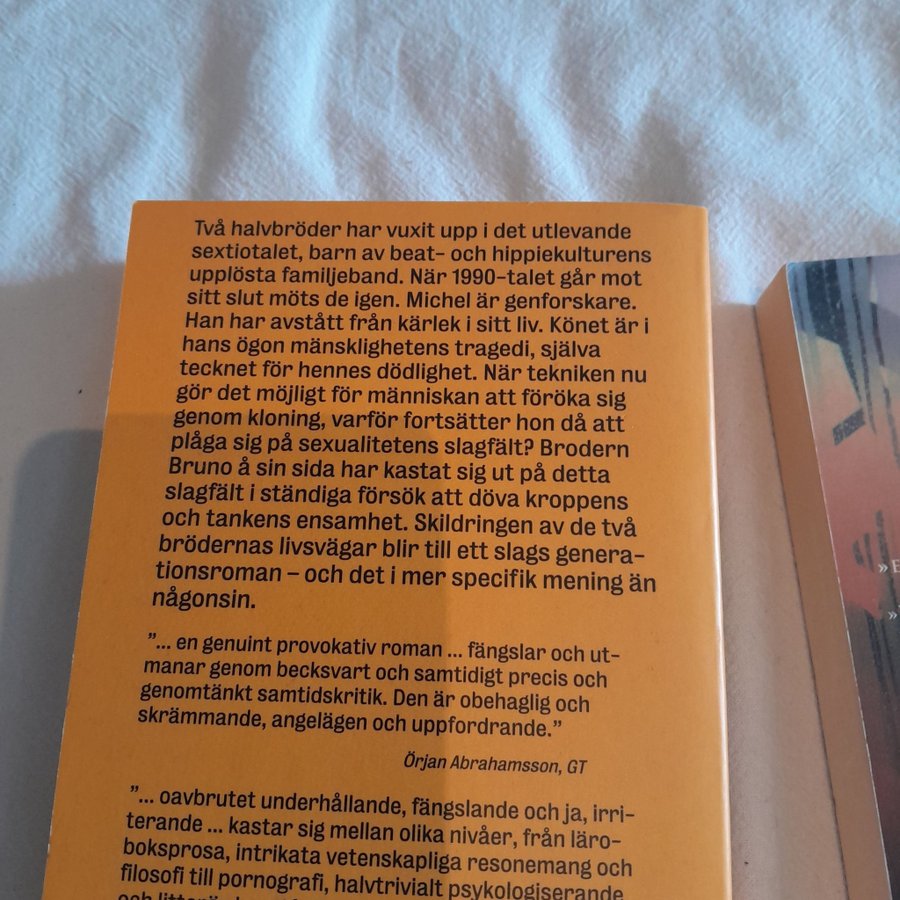 Två halvbröder har vuxit upp i det utlevande
sextiotalet, barn av beat- och hippiekulturens
upplösta familjeband. När 1990-talet går mot
sitt slut möts de igen. Michel är genforskare.
Han har avstått från kärlek i sitt liv. Könet är i
hans ögon mänsklighetens tragedi, själva
tecknet för hennes dödlighet. När tekniken nu
gör det möjligt för människan att föröka sig
genom kloning, varför fortsätter hon då att
plåga sig på sexualitetens slagfält? Brodern
Bruno å sin sida har kastat sig ut på detta
slagfält i ständiga försök att döva kroppens
och tankens ensamhet. Skildringen av de två
brödernas livsvägar blir till ett slags genera-
tionsroman – och det i mer specifik mening än
någonsin.
”... en genuint provokativ roman ... fängslar och ut-
manar genom becksvart och samtidigt precis och
genomtänkt samtidskritik. Den är obehaglig och
skrämmande, angelägen och uppfordrande.”
Örjan Abrahamsson, GT
”... oavbrutet underhållande, fängslande och ja, irri-
terande ... kastar sig mellan olika nivåer, från läro-
boksprosa, intrikata vetenskapliga resonemang och
filosofi till pornografi, halvtrivialt psykologiserande